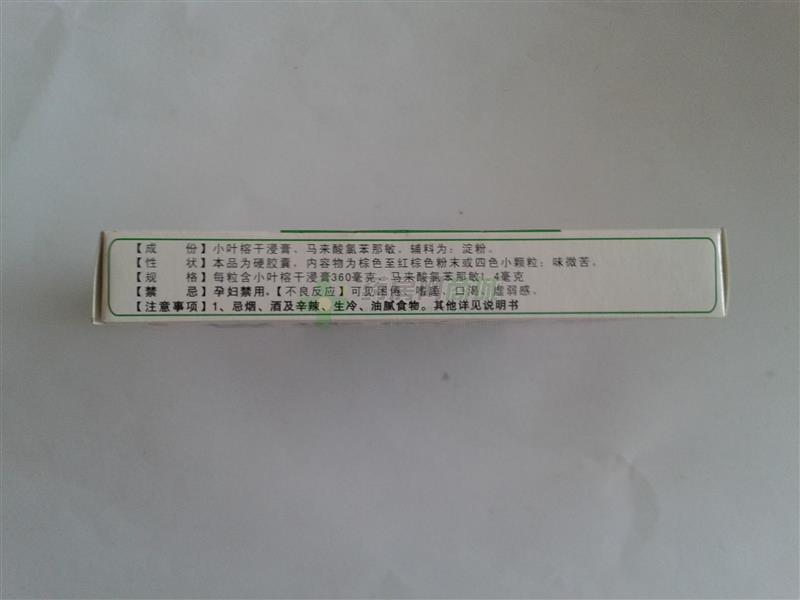 【成 份】小叶榕干浸膏、马来酸氯苯那敏。辅料为：淀粉。
【性 状】本品为硬胶囊，内容物为棕色至红棕色粉末或四色小颗粒；味微苦。
【规 格】每粒含小叶榕干浸膏360毫克、马来酸氯苯那敏1.4毫克
【禁 忌】孕妇禁用。【不良反应】可见困倦、嗜睡、口渴、虚弱感。
【注意事项】1、忌烟、酒及辛辣、生冷、油腻食物。其他详见说明书